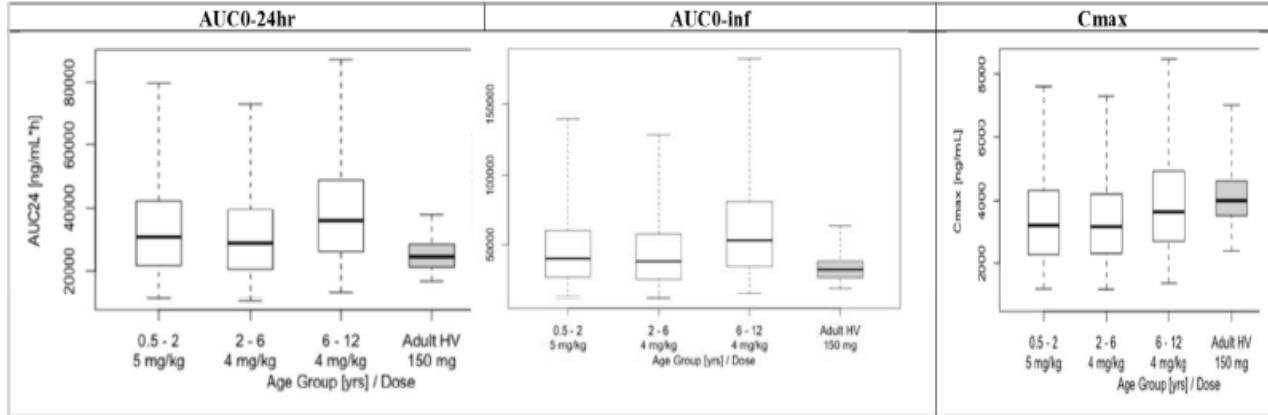 AUC0-24hr
AUC0-inf
Cmax
AUC24 [ng/mL*h]
80000
60000
40000
20000
0.5 - 2
2 - 6
6 - 12
Adult HV
5 mg/kg
4 mg/kg
4 mg/kg
150 mg
Age Group [yrs] / Dose
150000
100000
50000
0.5 - 2
2 - 6
6 - 12
Adult HV
5 mg/kg
4 mg/kg
4 mg/kg
150 mg
Age Group [yrs] / Dose
Cmax [ng/mL]
8000
6000
4000
2000
0.5 - 2
2 - 6
6 - 12
Adult HV
5 mg/kg
4 mg/kg
4 mg/kg
150 mg
Age Group [yrs] / Dose